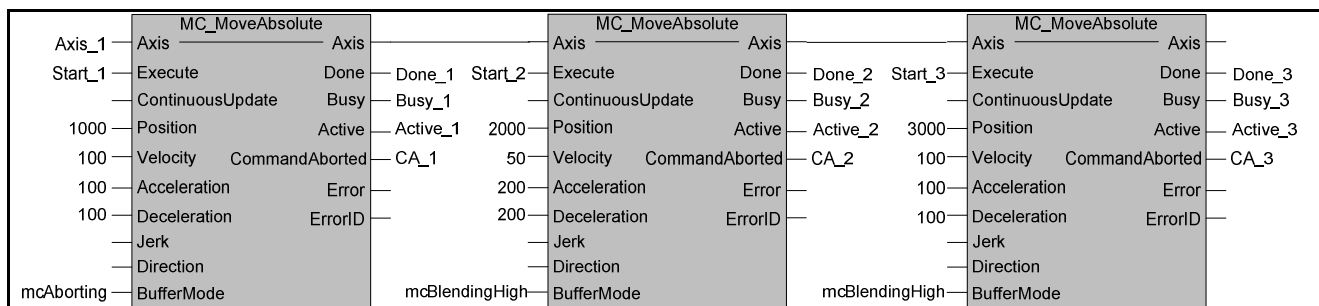 MC_MoveAbsolute MC_MoveAbsolute MC_MoveAbsolute
Axis_1 Axis Axis Axis Axis Axis Axis
Start_1 Execute Done Done_1 Start_2 Execute Done Done_2 Start_3 Execute Done Done_3
ContinuousUpdate Busy Busy_1 ContinuousUpdate Busy Busy_2 ContinuousUpdate Busy Busy_3
1000 Position Active Active_1 2000 Position Active Active_2 3000 Position Active Active_3
100 Velocity CommandAborted CA_1 50 Velocity CommandAborted CA_2 100 Velocity CommandAborted CA_3
100 Acceleration Error 200 Acceleration Error 100 Acceleration Error
100 Deceleration ErrorID 200 Deceleration ErrorID 100 Deceleration ErrorID
Jerk Jerk Jerk
Direction Direction Direction
mcAborting BufferMode mcBlendingHigh BufferMode mcBlendingHigh BufferMode